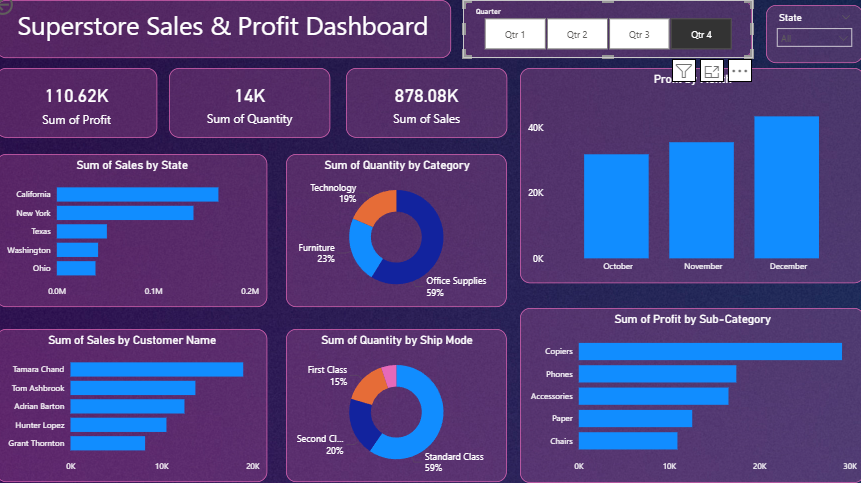 Superstore Sales & Profit Dashboard
Quarter
Qtr 1
Qtr 2
Qtr 3
Qtr 4
State
All
110.62K
Sum of Profit
14K
Sum of Quantity
878.08K
Sum of Sales
Sum of Sales by State
California
New York
Texas
Washington
Ohio
0.0M 0.1M 0.2M
Sum of Quantity by Category
Technology
19%
Furniture
23%
Office Supplies
59%
40K
20K
0K
October November December
Sum of Sales by Customer Name
Tamara Chand
Tom Ashbrook
Adrian Barton
Hunter Lopez
Grant Thornton
0K 10K 20K
Sum of Quantity by Ship Mode
First Class
15%
Second Cl...
20%
Standard Class
59%
Sum of Profit by Sub-Category
Copiers
Phones
Accessories
Paper
Chairs
0K 10K 20K 30K